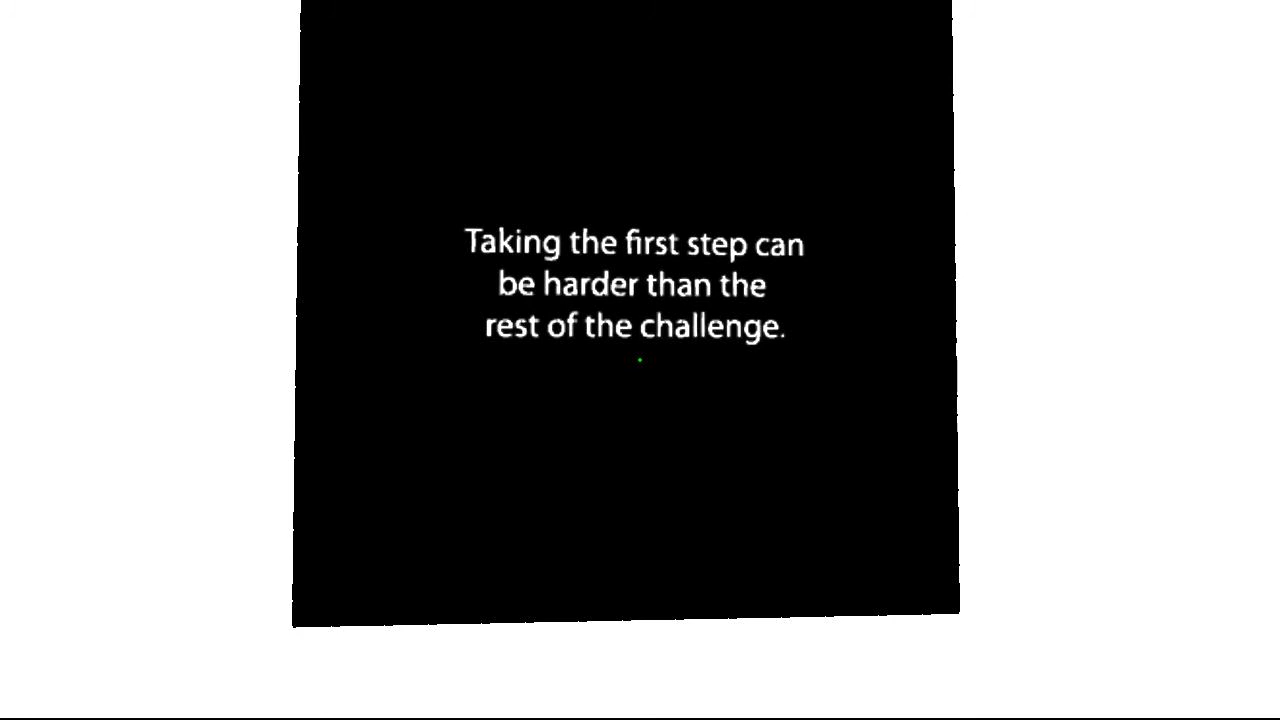 Taking the first step can
be harder than the
rest of the challenge.